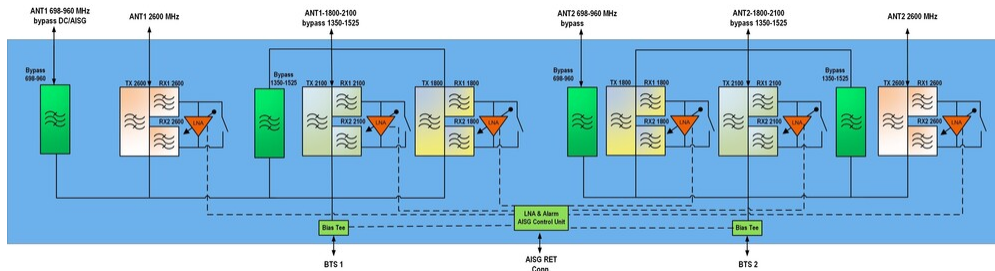 ANT1 698-960 MHz
bypass DC/AISG
ANT1 2600 MHz
ANT1-1800-2100
bypass 1350-1525
ANT2 698-960 MHz
bypass
ANT2-1800-2100
bypass 1350-1525
ANT2 2600 MHz
Bypass
698-960
TX 2600
RX1 2600
RX2 2600
LNA
Bypass
1350-1525
TX 2100
RX1 2100
RX2 2100
LNA
TX 1800
RX1 1800
RX2 1800
LNA
Bypass
698-960
TX 1800
RX1 1800
RX2 1800
LNA
TX 2100
RX1 2100
RX2 2100
LNA
Bypass
1350-1525
TX 2600
RX1 2600
RX2 2600
LNA
LNA & Alarm
AISG Control Unit
Bias Tee
Bias Tee
BTS 1
AISG RET
Conn
BTS 2